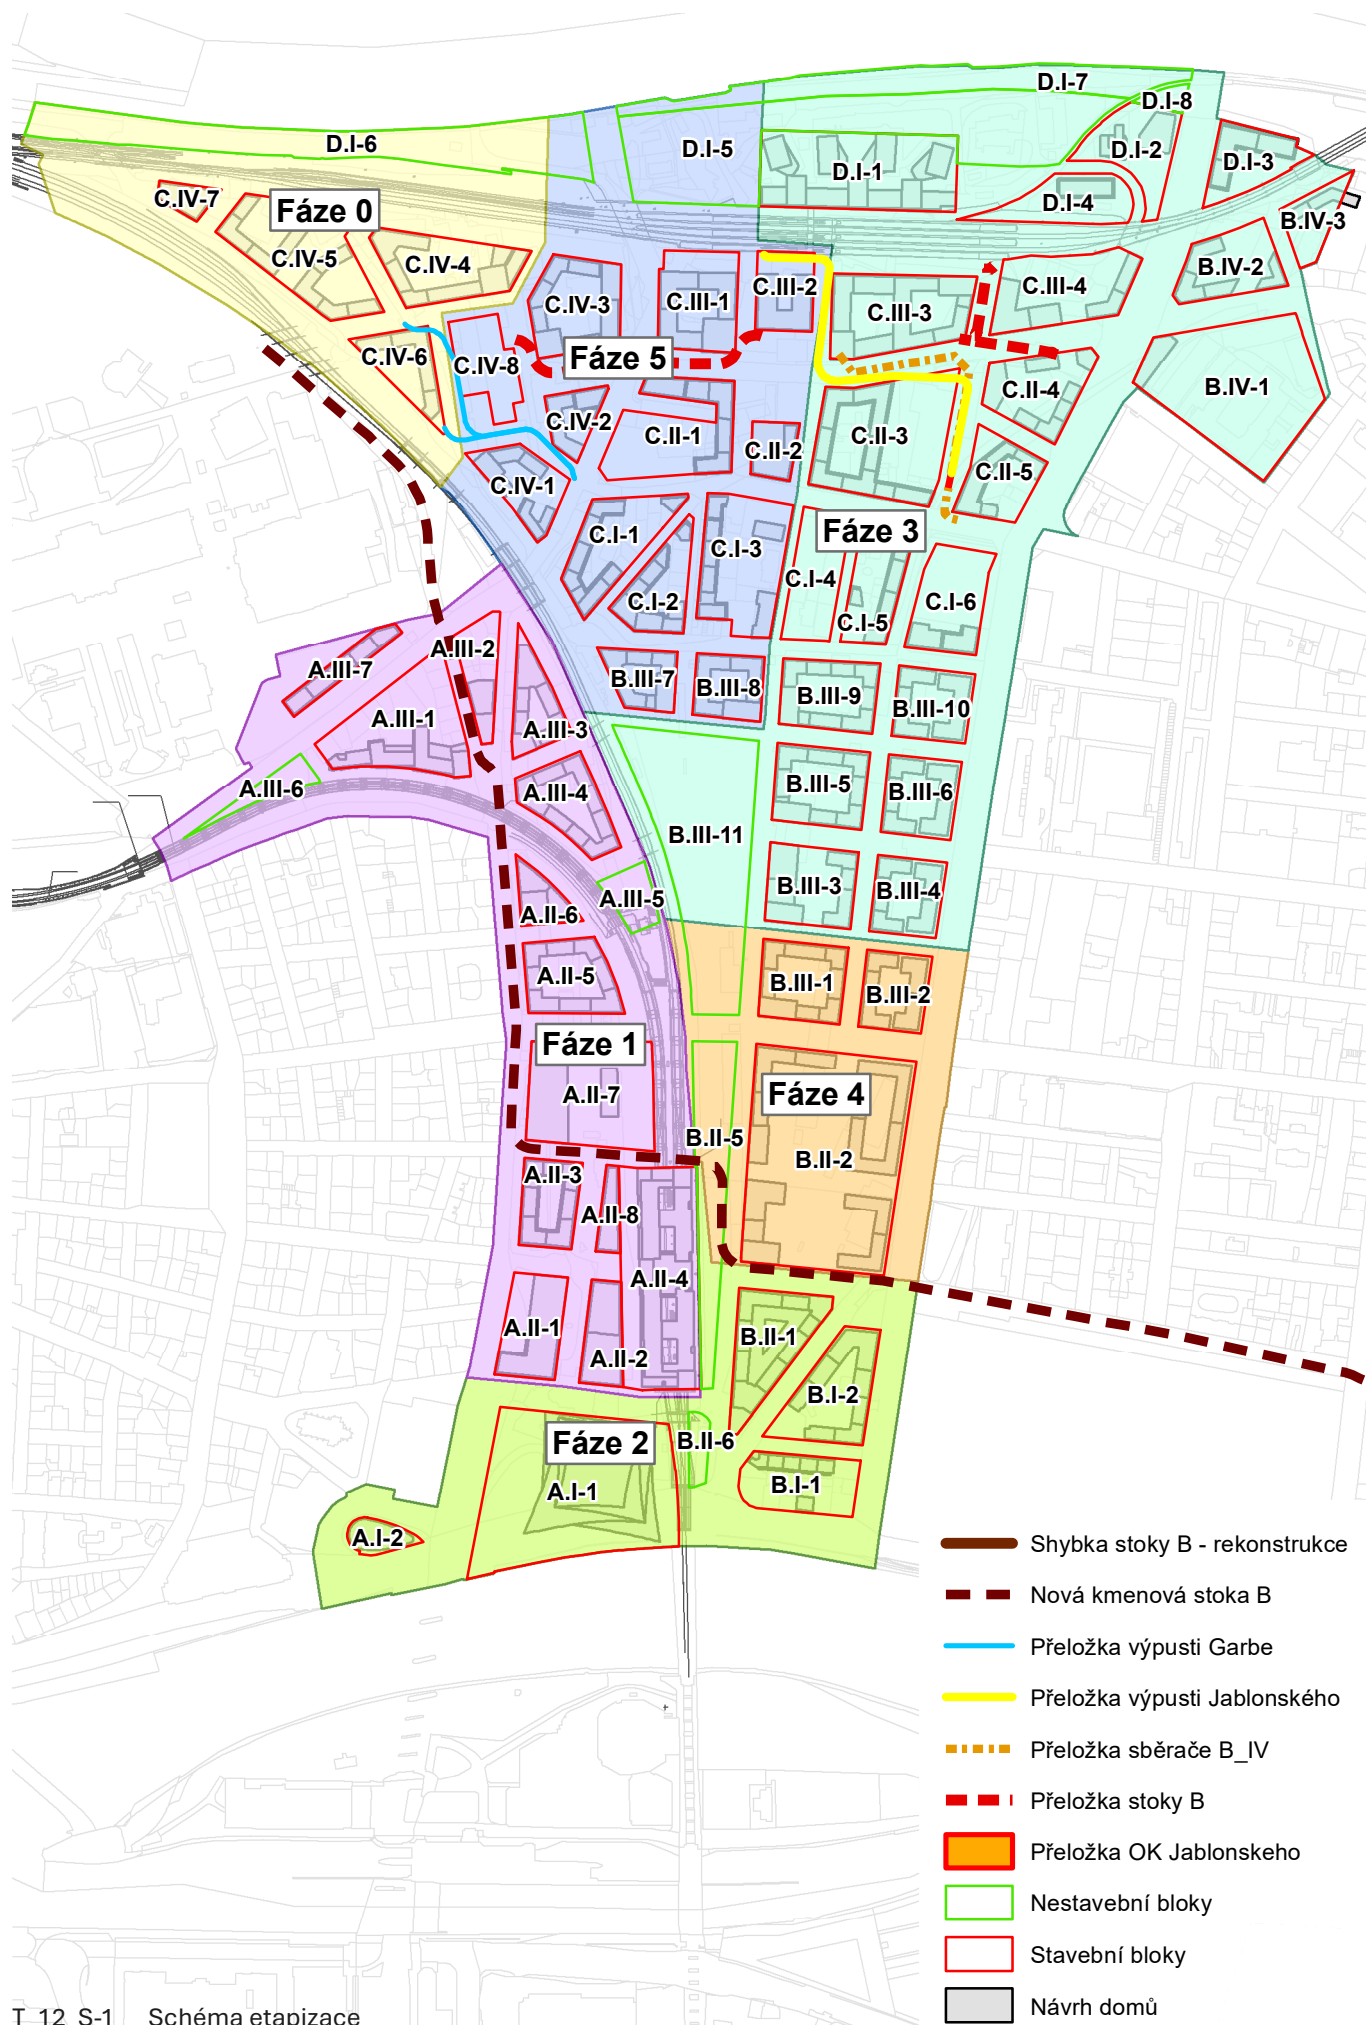 D.I-7
D.I-8
D.I-6
D.I-5
D.I-2
D.I-3
D.I-1
C.IV-7
Fáze 0
D.I-4
B.IV-3
C.IV-5
C.IV-4
C.III-2
B.IV-2
C.III-4
C.IV-3
C.III-1
C.III-3
C.IV-6
C.IV-8
Fáze 5
B.IV-1
C.II-4
C.IV-2
C.II-1
C.II-3
C.II-2
C.II-5
C.IV-1
Fáze 3
C.I-1
C.I-3
C.I-4
C.I-2
C.I-6
C.I-5
A.III-2
A.III-7
B.III-7
B.III-8
B.III-9
B.III-10
A.III-1
A.III-3
A.III-6
A.III-4
B.III-5
B.III-6
B.III-11
B.III-3
B.III-4
A.III-5
A.II-6
A.II-5
B.III-1
B.III-2
Fáze 1
A.II-7
Fáze 4
B.II-5
B.II-2
A.II-3
A.II-8
A.II-4
A.II-1
A.II-2
B.II-1
B.I-2
Fáze 2
B.II-6
A.I-1
B.I-1
A.I-2
Shybka stoky B - rekonstrukce
Nová kmenová stoka B
Přeložka výpusti Garbe
Přeložka výpusti Jablonského
Přeložka sběrače B_IV
Přeložka stoky B
Přeložka OK Jablonskeho
Nestavební bloky
Stavební bloky
Návrh domů
T_12_S-1 Schéma etapizace